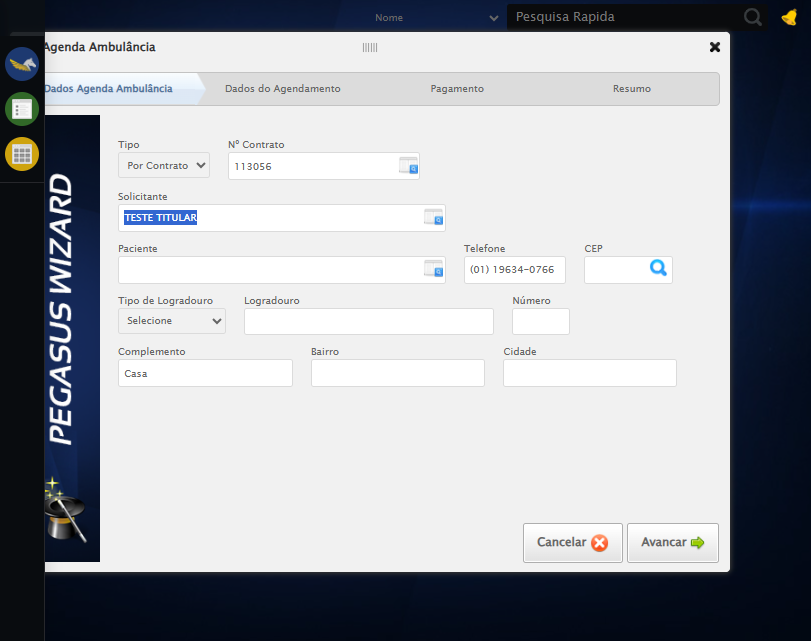 Nome
Pesquisa Rapida
Agenda Ambulância
Dados Agenda Ambulância
Dados do Agendamento
Pagamento
Resumo
PEGASUS WIZARD
Tipo
Nº Contrato
Por Contrato
113056
Solicitante
TESTE TITULAR
Paciente
Telefone
CEP
(01) 19634-0766
Tipo de Logradouro
Logradouro
Número
Selecione
Complemento
Bairro
Cidade
Casa
Cancelar
Avancar